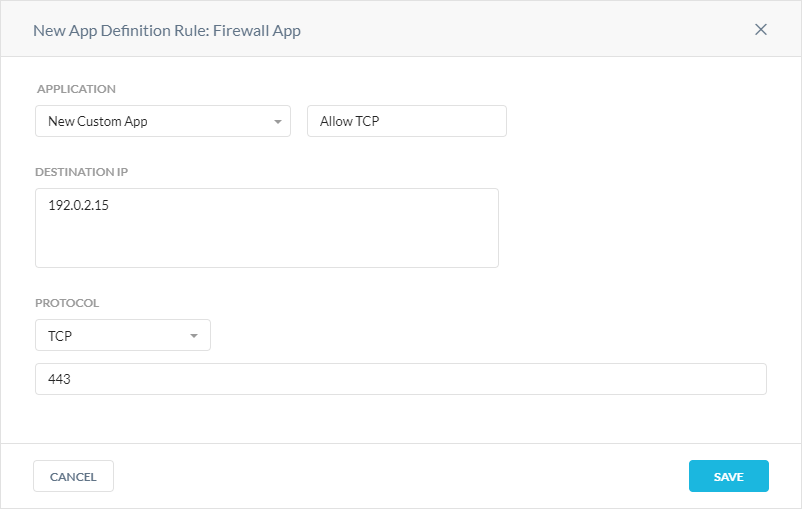 New App Definition Rule: Firewall App
APPLICATION
New Custom App
Allow TCP
DESTINATION IP
192.0.2.15
PROTOCOL
TCP
443
CANCEL
SAVE